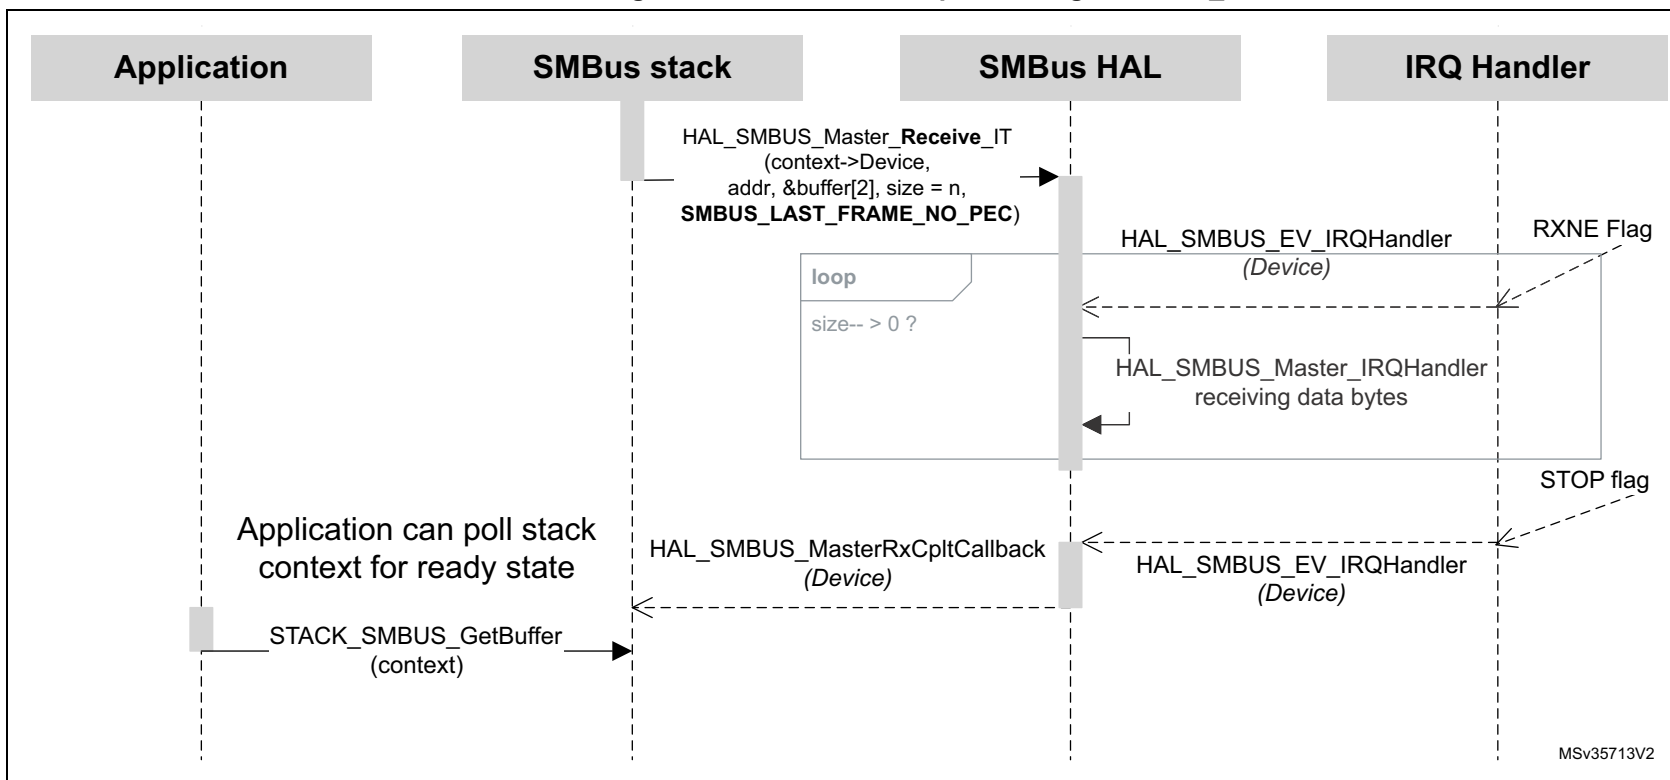 Application
SMBus stack
SMBus HAL
IRQ Handler
HAL_SMBUS_Master_Receive_IT
(context->Device,
addr, &buffer[2], size = n,
SMBUS_LAST_FRAME_NO_PEC)
HAL_SMBUS_EV_IRQHandler
(Device)
RXNE Flag
loop
size-- > 0 ?
HAL_SMBUS_Master_IRQHandler
receiving data bytes
STOP flag
Application can poll stack
context for ready state
HAL_SMBUS_MasterRxCpltCallback
(Device)
HAL_SMBUS_EV_IRQHandler
(Device)
STACK_SMBUS_GetBuffer
(context)
MSv35713V2